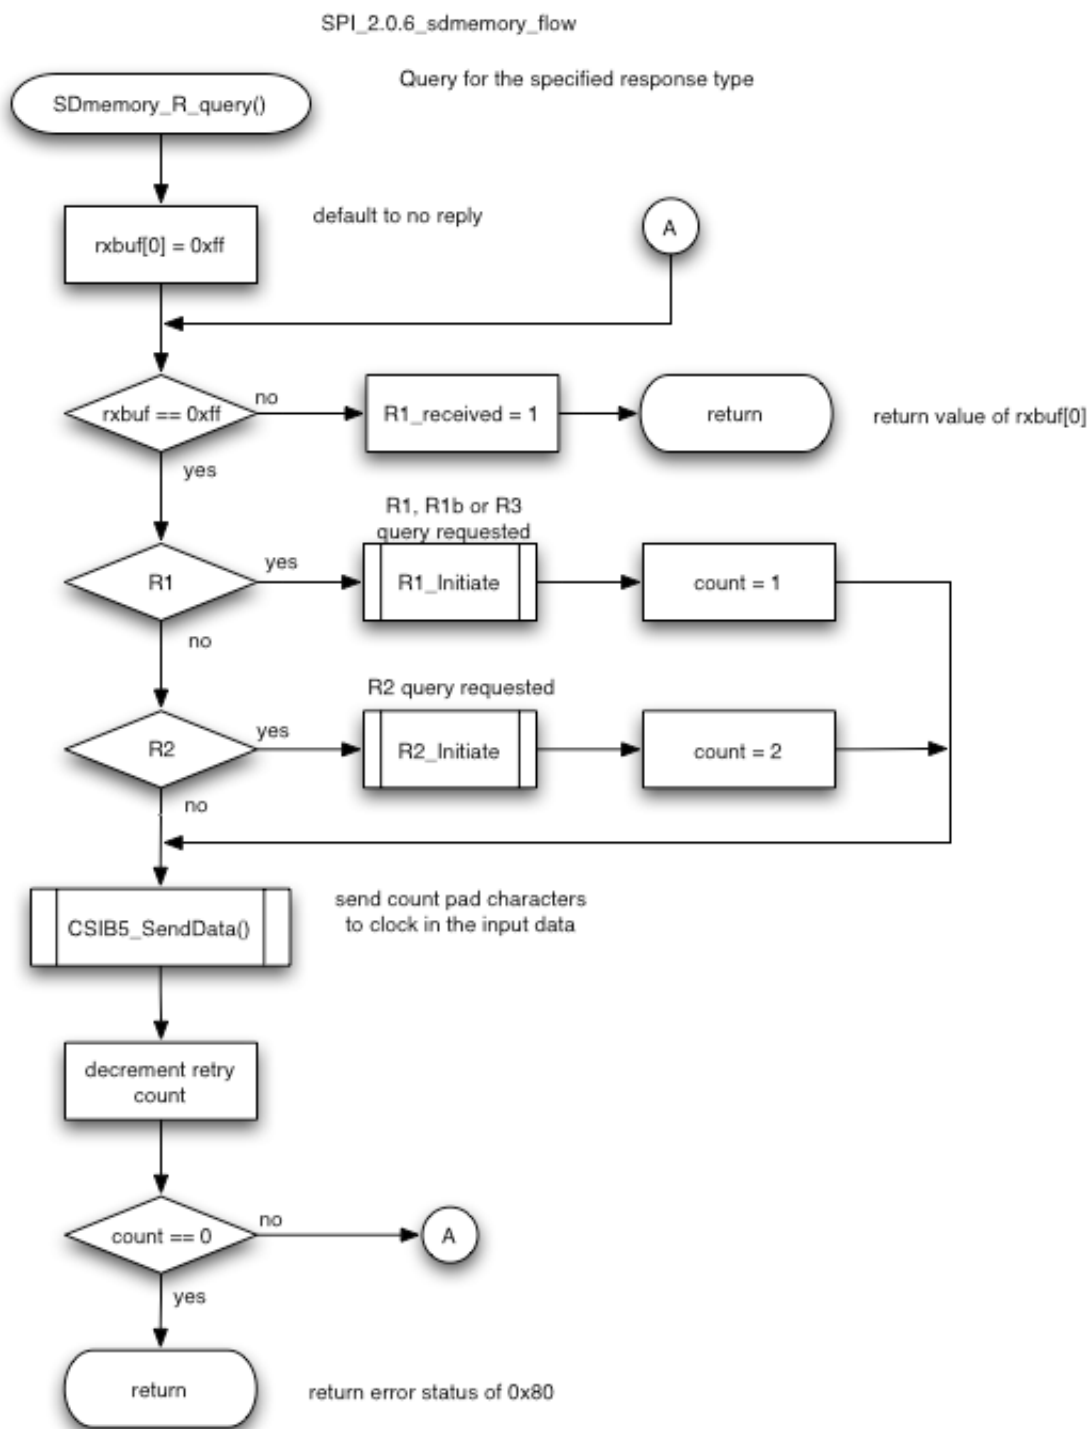 SPI_2.0.6_sdmemory_flow
Query for the specified response type
SDmemory_R_query()
default to no reply
A
rxbuf[0] = 0xff
rxbuf == 0xff
no
R1_received = 1
return
return value of rxbuf[0]
yes
R1, R1b or R3
query requested
R1
yes
R1_Initiate
count = 1
no
R2 query requested
R2
yes
R2_Initiate
count = 2
no
CSIB5_SendData()
send count pad characters
to clock in the input data
decrement retry
count
count == 0
no
A
yes
return
return error status of 0x80